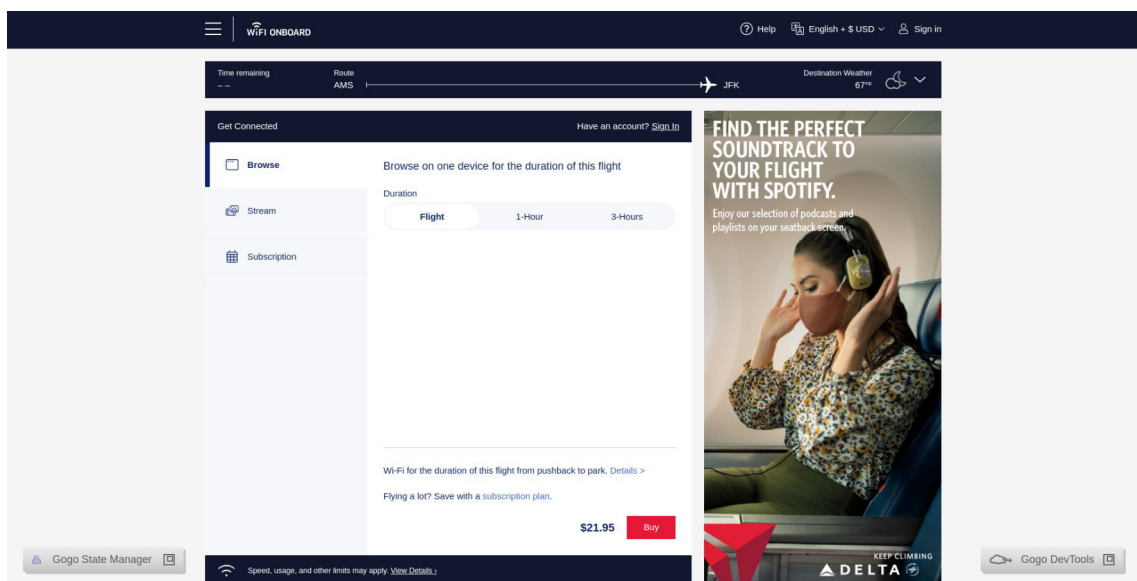 WiFi ONBOARD
Help
English + $ USD
Sign in
Time remaining
– –
Route
AMS
JFK
Destination Weather
67°F
Get Connected
Have an account? Sign In
Browse
Stream
Subscription
Browse on one device for the duration of this flight
Duration
Flight 1-Hour 3-Hours
Wi-Fi for the duration of this flight from pushback to park. Details >
Flying a lot? Save with a subscription plan.
$21.95 Buy
Speed, usage, and other limits may apply. View Details ›
FIND THE PERFECT
SOUNDTRACK TO
YOUR FLIGHT
WITH SPOTIFY.
Enjoy our selection of podcasts and
playlists on your seatback screen.
KEEP CLIMBING
DELTA
Gogo State Manager
Gogo DevTools